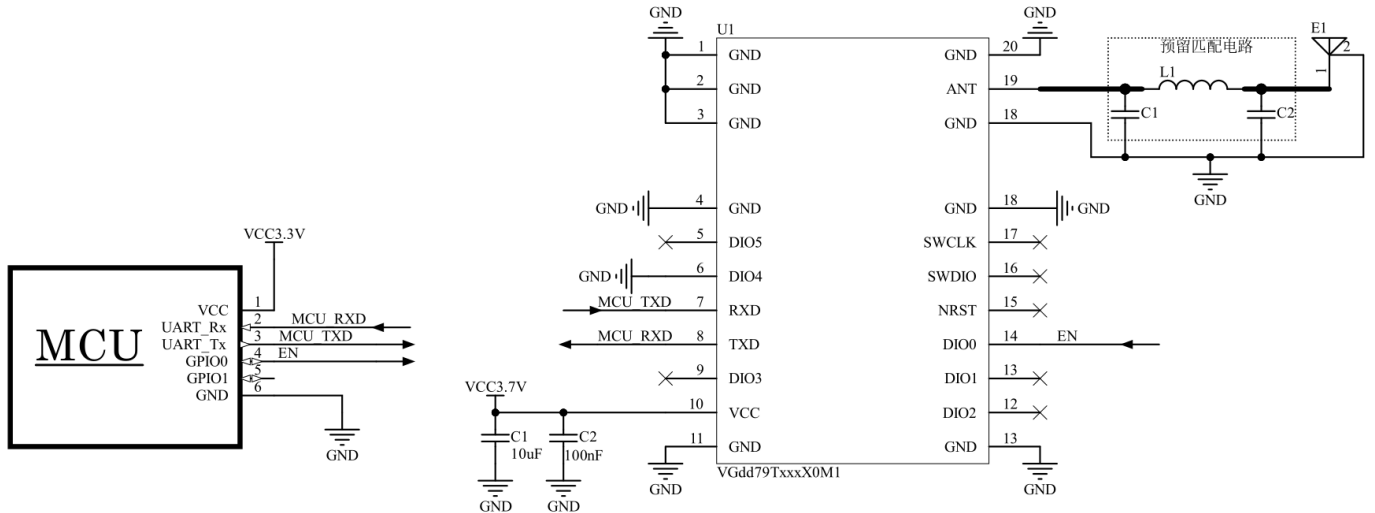 VCC3.3V
MCU
VCC 1
UART_Rx 2 MCU_RXD
UART_Tx 3 MCU_TXD
GPIO0 4 EN
GPIO1 5
GND 6
GND
U1
GND
1 GND
2 GND
3 GND
GND 4 GND
5 DIO5
GND 6 DIO4
MCU_TXD 7 RXD
MCU_RXD 8 TXD
9 DIO3
VCC3.7V 10 VCC
11 GND
C1
10uF
C2
100nF
GND
GND
GND
GND 20
GND
ANT 19
GND 18
GND 18 GND
SWCLK 17
SWDIO 16
NRST 15
DIO0 14 EN
DIO1 13
DIO2 12
GND 13
GND
VGdd79TxxxX0M1
预留匹配电路
L1
C1
C2
E1
2
1
GND